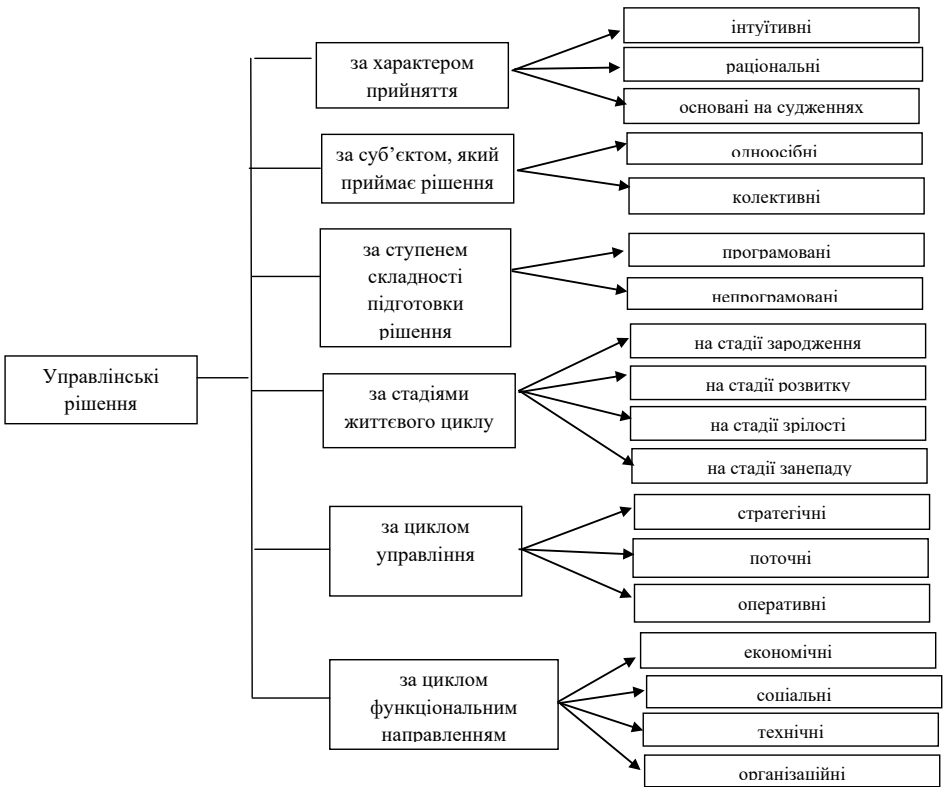 Управлінські
рішення
за характером
прийняття
інтуїтивні
раціональні
основані на судженнях
за суб’єктом, який
приймає рішення
одноосібні
колективні
за ступенем
складності
підготовки
рішення
програмовані
непрограмовані
за стадіями
життєвого циклу
на стадії зародження
на стадії розвитку
на стадії зрілості
на стадії занепаду
за циклом
управління
стратегічні
поточні
оперативні
за циклом
функціональним
направленням
економічні
соціальні
технічні
організаційні